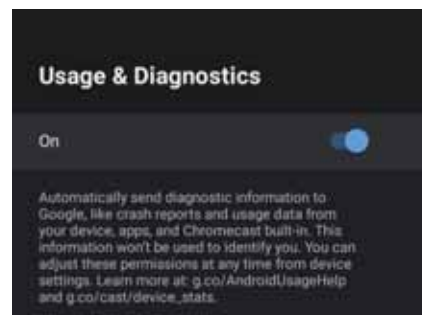 Usage & Diagnostics
On
Automatically send diagnostic information to
Google, like crash reports and usage data from
your device, apps, and Chromecast built-in. This
information won't be used to identify you. You can
adjust these permissions at any time from device
settings. Learn more at: g.co/AndroidUsageHelp
and g.co/cast/device_stats.